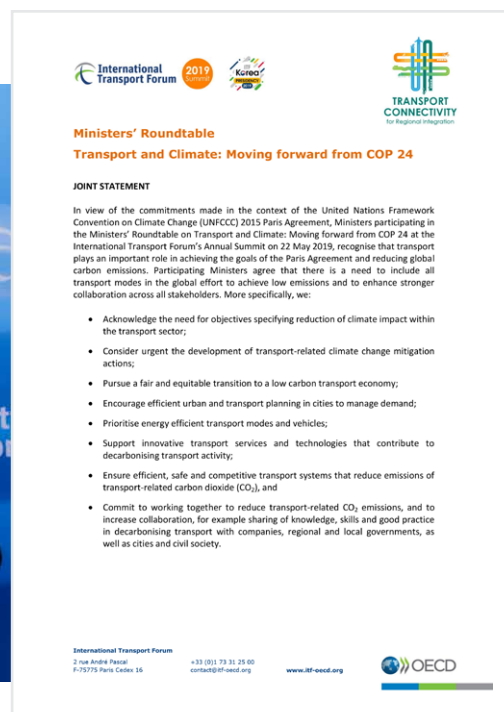 International
Transport Forum
2019
Summit
Korea
PRESIDENCY
TRANSPORT
CONNECTIVITY
for Regional Integration
Ministers' Roundtable
Transport and Climate: Moving forward from COP 24
JOINT STATEMENT
In view of the commitments made in the context of the United Nations Framework
Convention on Climate Change (UNFCCC) 2015 Paris Agreement, Ministers participating in
the Ministers' Roundtable on Transport and Climate: Moving forward from COP 24 at the
International Transport Forum's Annual Summit on 22 May 2019, recognise that transport
plays an important role in achieving the goals of the Paris Agreement and reducing global
carbon emissions. Participating Ministers agree that there is a need to include all
transport modes in the global effort to achieve low emissions and to enhance stronger
collaboration across all stakeholders. More specifically, we:
• Acknowledge the need for objectives specifying reduction of climate impact within
the transport sector;
• Consider urgent the development of transport-related climate change mitigation
actions;
• Pursue a fair and equitable transition to a low carbon transport economy;
• Encourage efficient urban and transport planning in cities to manage demand;
• Prioritise energy efficient transport modes and vehicles;
• Support innovative transport services and technologies that contribute to
decarbonising transport activity;
• Ensure efficient, safe and competitive transport systems that reduce emissions of
transport-related carbon dioxide (CO₂), and
• Commit to working together to reduce transport-related CO₂ emissions, and to
increase collaboration, for example sharing of knowledge, skills and good practice
in decarbonising transport with companies, regional and local governments, as
well as cities and civil society.
International Transport Forum
2 rue André Pascal +33 (0)1 73 31 25 00
F-75775 Paris Cedex 16 contact@itf-oecd.org www.itf-oecd.org
OECD